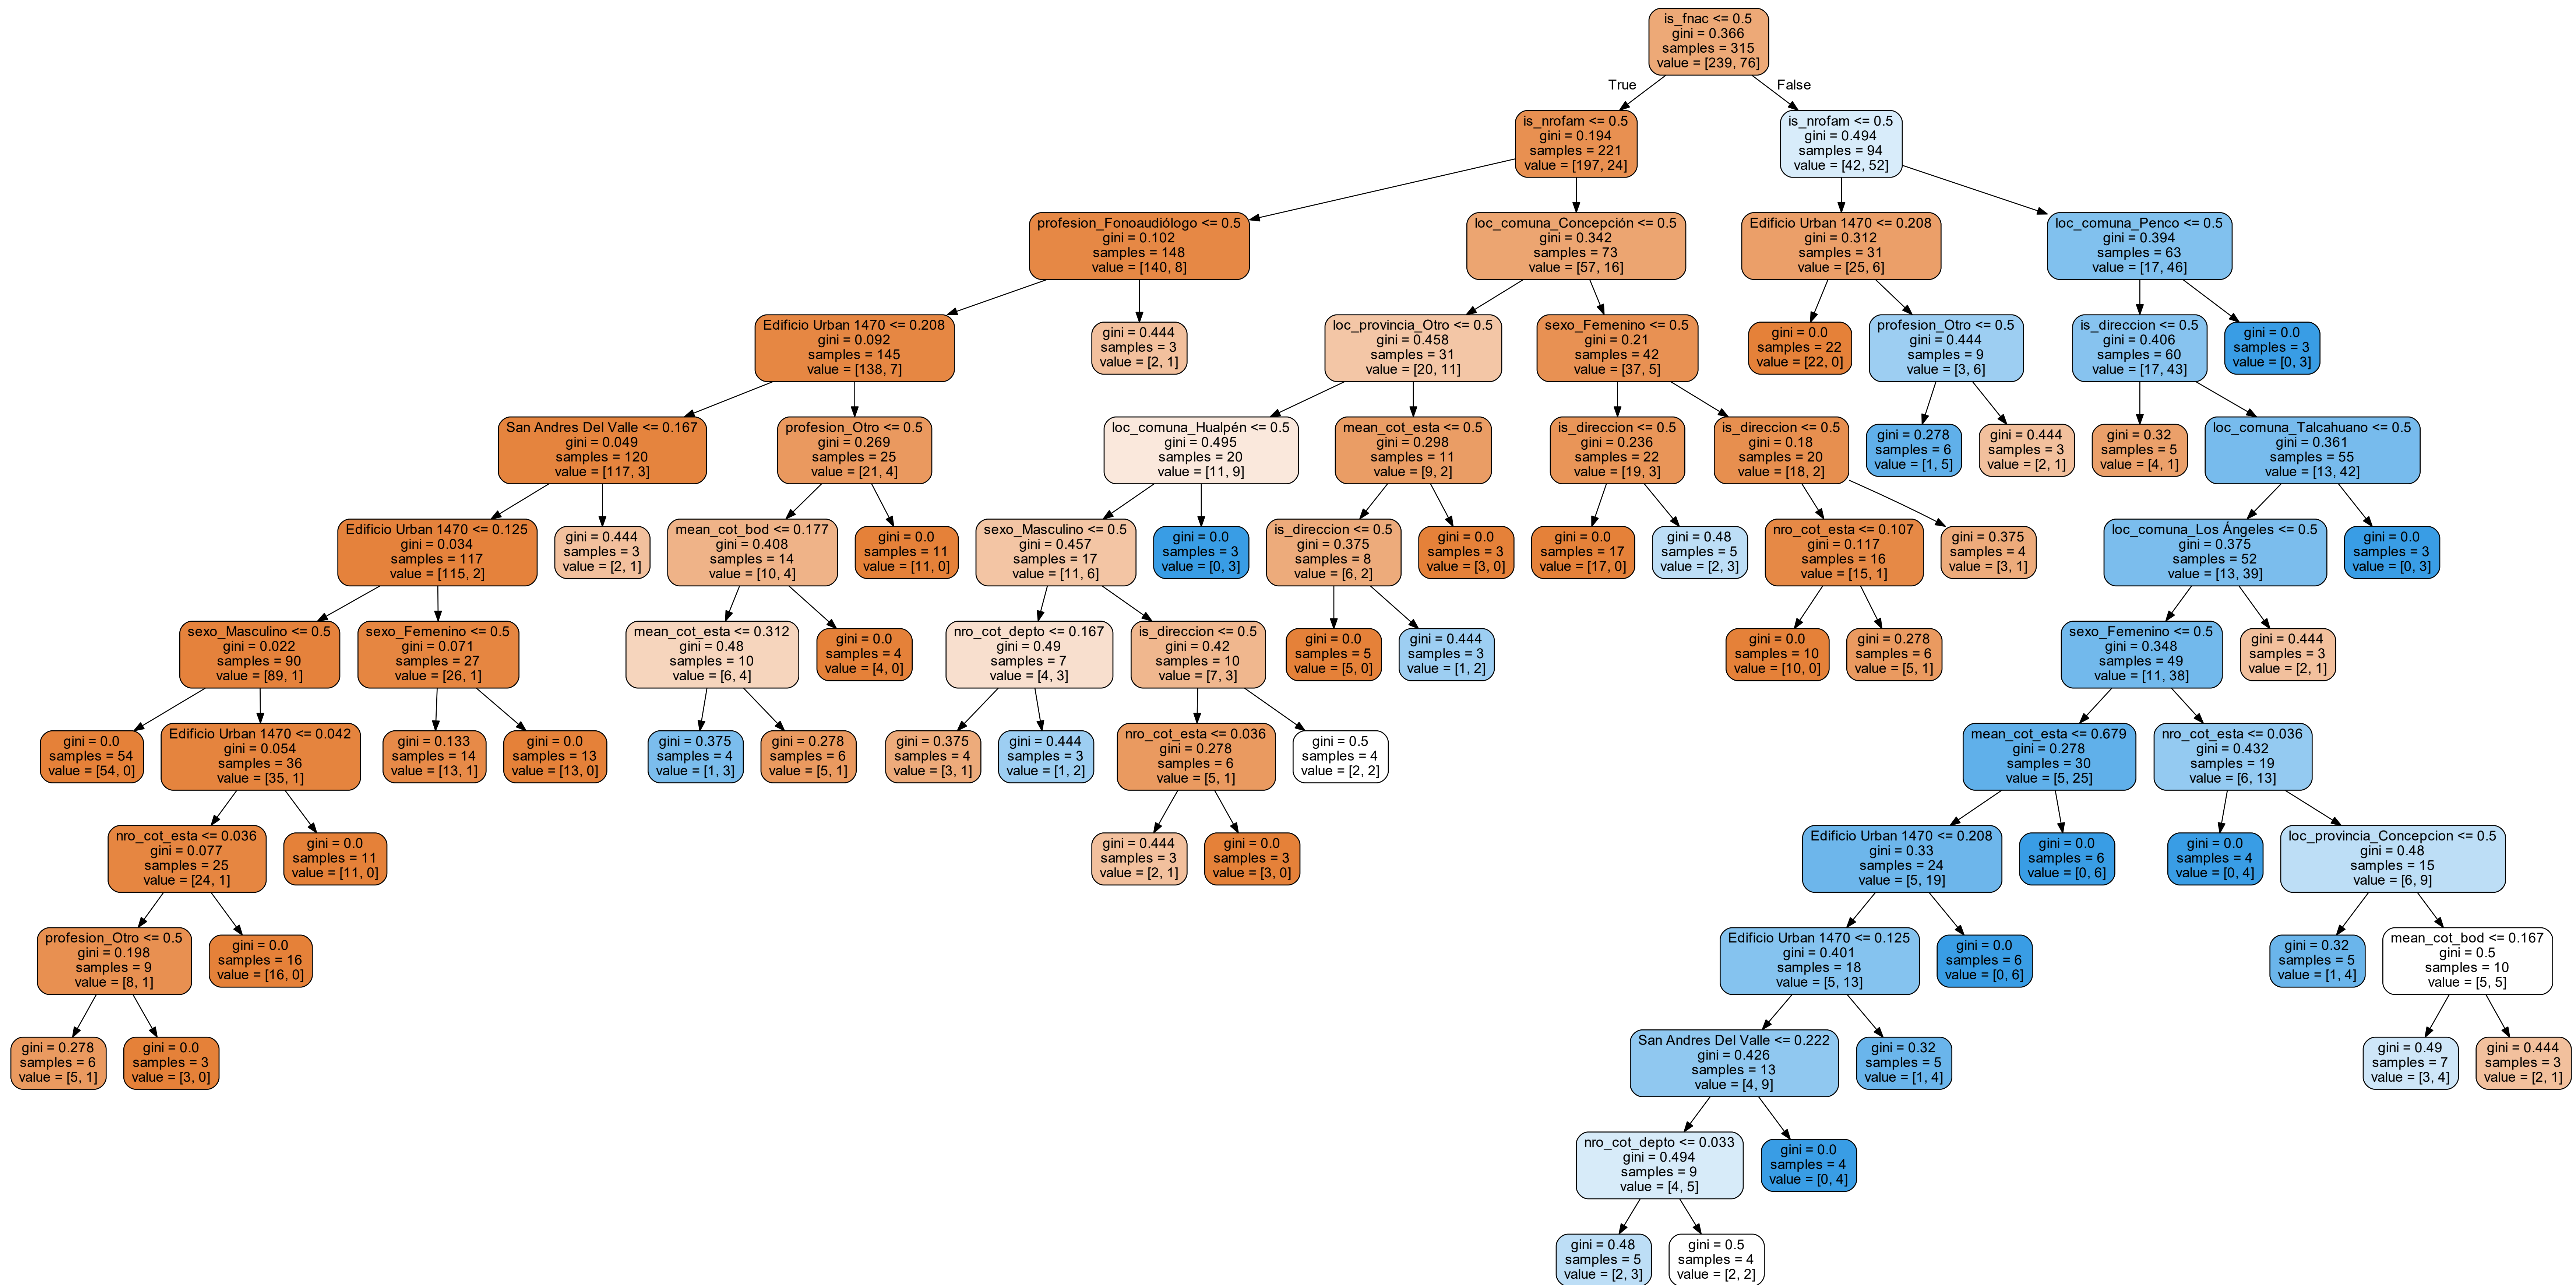 is_fnac <= 0.5
gini = 0.366
samples = 315
value = [239, 76]
True
False
is_nrofam <= 0.5
gini = 0.194
samples = 221
value = [197, 24]
is_nrofam <= 0.5
gini = 0.494
samples = 94
value = [42, 52]
profesion_Fonoaudiólogo <= 0.5
gini = 0.102
samples = 148
value = [140, 8]
loc_comuna_Concepción <= 0.5
gini = 0.342
samples = 73
value = [57, 16]
Edificio Urban 1470 <= 0.208
gini = 0.312
samples = 31
value = [25, 6]
loc_comuna_Penco <= 0.5
gini = 0.394
samples = 63
value = [17, 46]
Edificio Urban 1470 <= 0.208
gini = 0.092
samples = 145
value = [138, 7]
gini = 0.444
samples = 3
value = [2, 1]
loc_provincia_Otro <= 0.5
gini = 0.458
samples = 31
value = [20, 11]
sexo_Femenino <= 0.5
gini = 0.21
samples = 42
value = [37, 5]
gini = 0.0
samples = 22
value = [22, 0]
profesion_Otro <= 0.5
gini = 0.444
samples = 9
value = [3, 6]
is_direccion <= 0.5
gini = 0.406
samples = 60
value = [17, 43]
gini = 0.0
samples = 3
value = [0, 3]
San Andres Del Valle <= 0.167
gini = 0.049
samples = 120
value = [117, 3]
profesion_Otro <= 0.5
gini = 0.269
samples = 25
value = [21, 4]
loc_comuna_Hualpén <= 0.5
gini = 0.495
samples = 20
value = [11, 9]
mean_cot_esta <= 0.5
gini = 0.298
samples = 11
value = [9, 2]
is_direccion <= 0.5
gini = 0.236
samples = 22
value = [19, 3]
is_direccion <= 0.5
gini = 0.18
samples = 20
value = [18, 2]
gini = 0.278
samples = 6
value = [1, 5]
gini = 0.444
samples = 3
value = [2, 1]
gini = 0.32
samples = 5
value = [4, 1]
loc_comuna_Talcahuano <= 0.5
gini = 0.361
samples = 55
value = [13, 42]
Edificio Urban 1470 <= 0.125
gini = 0.034
samples = 117
value = [115, 2]
gini = 0.444
samples = 3
value = [2, 1]
mean_cot_bod <= 0.177
gini = 0.408
samples = 14
value = [10, 4]
gini = 0.0
samples = 11
value = [11, 0]
sexo_Masculino <= 0.5
gini = 0.457
samples = 17
value = [11, 6]
gini = 0.0
samples = 3
value = [0, 3]
is_direccion <= 0.5
gini = 0.375
samples = 8
value = [6, 2]
gini = 0.0
samples = 3
value = [3, 0]
gini = 0.0
samples = 17
value = [17, 0]
gini = 0.48
samples = 5
value = [2, 3]
nro_cot_esta <= 0.107
gini = 0.117
samples = 16
value = [15, 1]
gini = 0.375
samples = 4
value = [3, 1]
loc_comuna_Los Ángeles <= 0.5
gini = 0.375
samples = 52
value = [13, 39]
gini = 0.0
samples = 3
value = [0, 3]
sexo_Masculino <= 0.5
gini = 0.022
samples = 90
value = [89, 1]
sexo_Femenino <= 0.5
gini = 0.071
samples = 27
value = [26, 1]
mean_cot_esta <= 0.312
gini = 0.48
samples = 10
value = [6, 4]
gini = 0.0
samples = 4
value = [4, 0]
nro_cot_depto <= 0.167
gini = 0.49
samples = 7
value = [4, 3]
is_direccion <= 0.5
gini = 0.42
samples = 10
value = [7, 3]
gini = 0.0
samples = 5
value = [5, 0]
gini = 0.444
samples = 3
value = [1, 2]
gini = 0.0
samples = 10
value = [10, 0]
gini = 0.278
samples = 6
value = [5, 1]
sexo_Femenino <= 0.5
gini = 0.348
samples = 49
value = [11, 38]
gini = 0.444
samples = 3
value = [2, 1]
gini = 0.0
samples = 54
value = [54, 0]
Edificio Urban 1470 <= 0.042
gini = 0.054
samples = 36
value = [35, 1]
gini = 0.133
samples = 14
value = [13, 1]
gini = 0.0
samples = 13
value = [13, 0]
gini = 0.375
samples = 4
value = [1, 3]
gini = 0.278
samples = 6
value = [5, 1]
gini = 0.375
samples = 4
value = [3, 1]
gini = 0.444
samples = 3
value = [1, 2]
nro_cot_esta <= 0.036
gini = 0.278
samples = 6
value = [5, 1]
gini = 0.5
samples = 4
value = [2, 2]
mean_cot_esta <= 0.679
gini = 0.278
samples = 30
value = [5, 25]
nro_cot_esta <= 0.036
gini = 0.432
samples = 19
value = [6, 13]
nro_cot_esta <= 0.036
gini = 0.077
samples = 25
value = [24, 1]
gini = 0.0
samples = 11
value = [11, 0]
gini = 0.444
samples = 3
value = [2, 1]
gini = 0.0
samples = 3
value = [3, 0]
Edificio Urban 1470 <= 0.208
gini = 0.33
samples = 24
value = [5, 19]
gini = 0.0
samples = 6
value = [0, 6]
gini = 0.0
samples = 4
value = [0, 4]
loc_provincia_Concepcion <= 0.5
gini = 0.48
samples = 15
value = [6, 9]
profesion_Otro <= 0.5
gini = 0.198
samples = 9
value = [8, 1]
gini = 0.0
samples = 16
value = [16, 0]
Edificio Urban 1470 <= 0.125
gini = 0.401
samples = 18
value = [5, 13]
gini = 0.0
samples = 6
value = [0, 6]
gini = 0.32
samples = 5
value = [1, 4]
mean_cot_bod <= 0.167
gini = 0.5
samples = 10
value = [5, 5]
gini = 0.278
samples = 6
value = [5, 1]
gini = 0.0
samples = 3
value = [3, 0]
San Andres Del Valle <= 0.222
gini = 0.426
samples = 13
value = [4, 9]
gini = 0.32
samples = 5
value = [1, 4]
gini = 0.49
samples = 7
value = [3, 4]
gini = 0.444
samples = 3
value = [2, 1]
nro_cot_depto <= 0.033
gini = 0.494
samples = 9
value = [4, 5]
gini = 0.0
samples = 4
value = [0, 4]
gini = 0.48
samples = 5
value = [2, 3]
gini = 0.5
samples = 4
value = [2, 2]